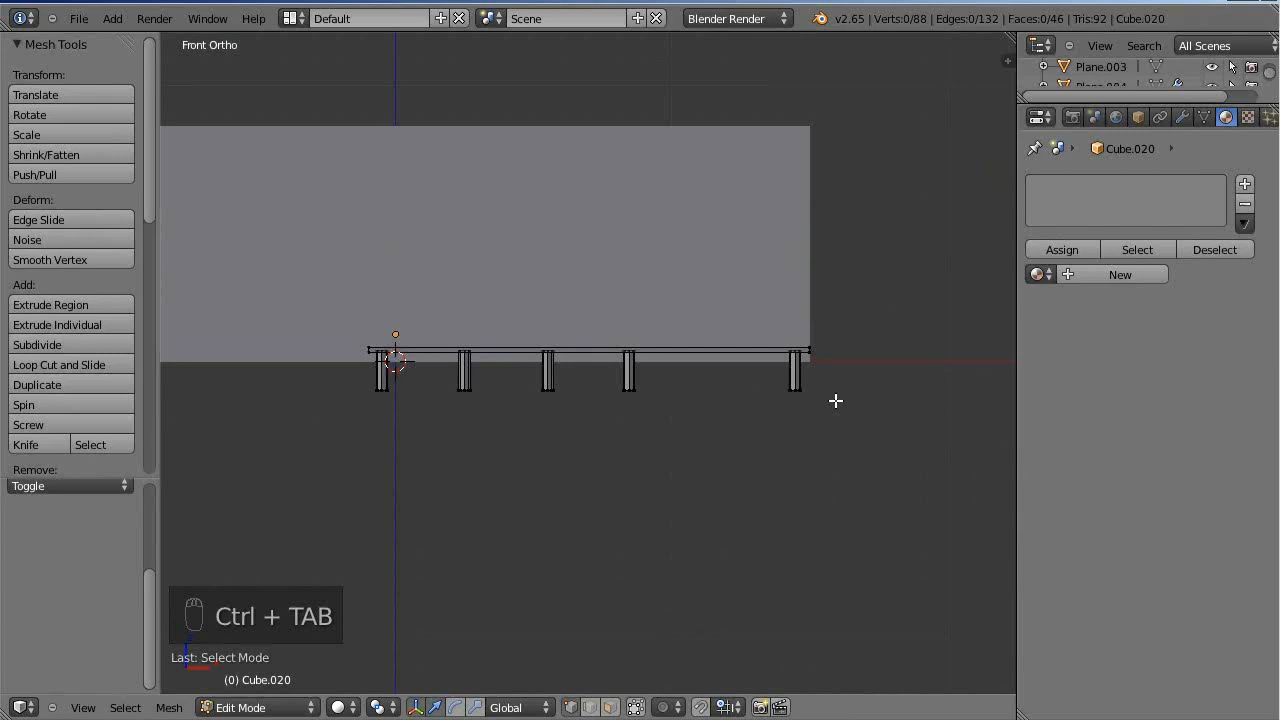 File Add Render Window Help Default Scene Blender Render v2.65 | Verts:0/88 | Edges:0/132 | Faces:0/46 | Tris:92 | Cube.020
Mesh Tools
Front Ortho
View Search All Scenes
Plane.003
Transform:
Translate
Rotate
Scale
Shrink/Fatten
Push/Pull
Cube.020
Deform:
Edge Slide
Noise
Smooth Vertex
Assign Select Deselect
New
Add:
Extrude Region
Extrude Individual
Subdivide
Loop Cut and Slide
Duplicate
Spin
Screw
Knife Select
Remove:
Toggle
Ctrl + TAB
Last: Select Mode
(0) Cube.020
View Select Mesh Edit Mode Global